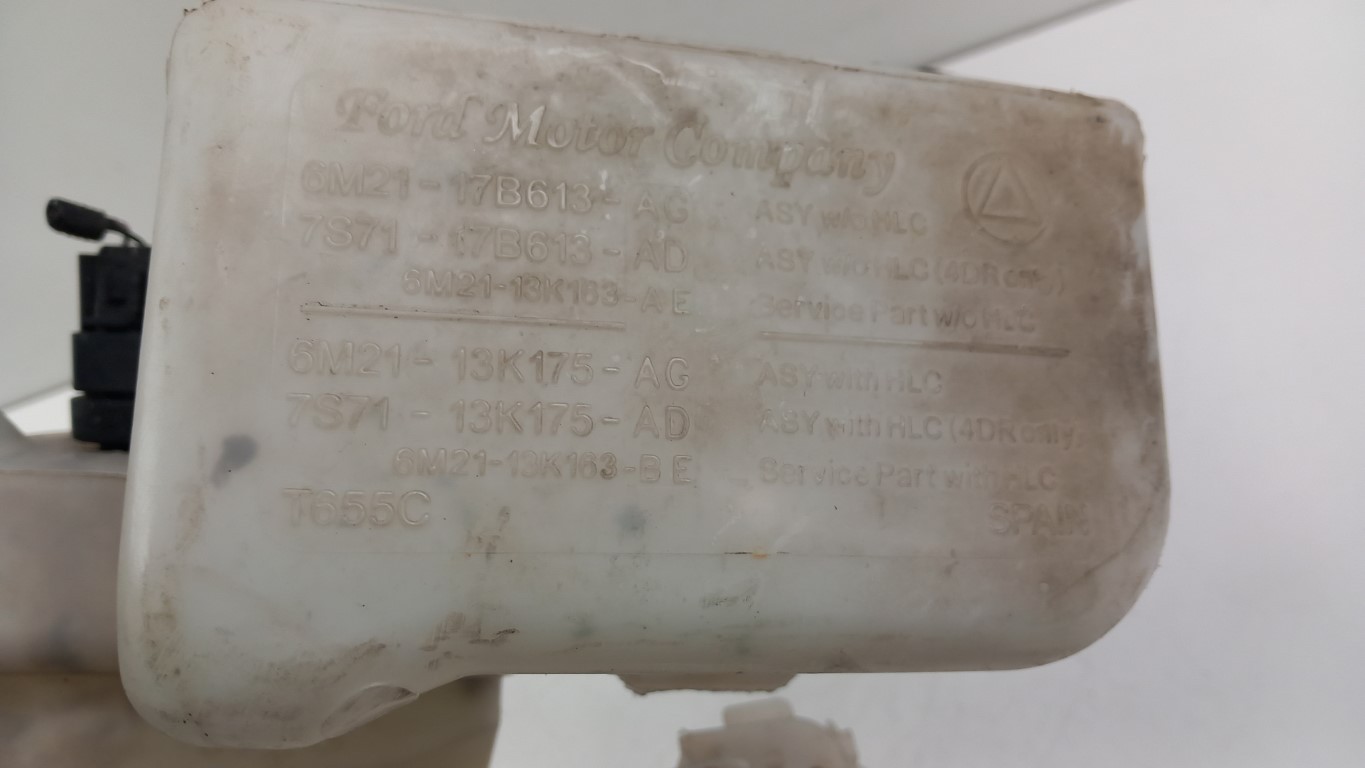 Ford Motor Company
6M21-17B613-AG ASY w/o HLC
7S71-17B613-AD ASY with HLC (4DR only)
6M21-13K163-AE Service Part w/o HLC
6M21-13K175-AG ASY with HLC
7S71-13K175-AD ASY with HLC (4DR only)
6M21-13K163-BE Service Part with HLC
T655C SPAIN